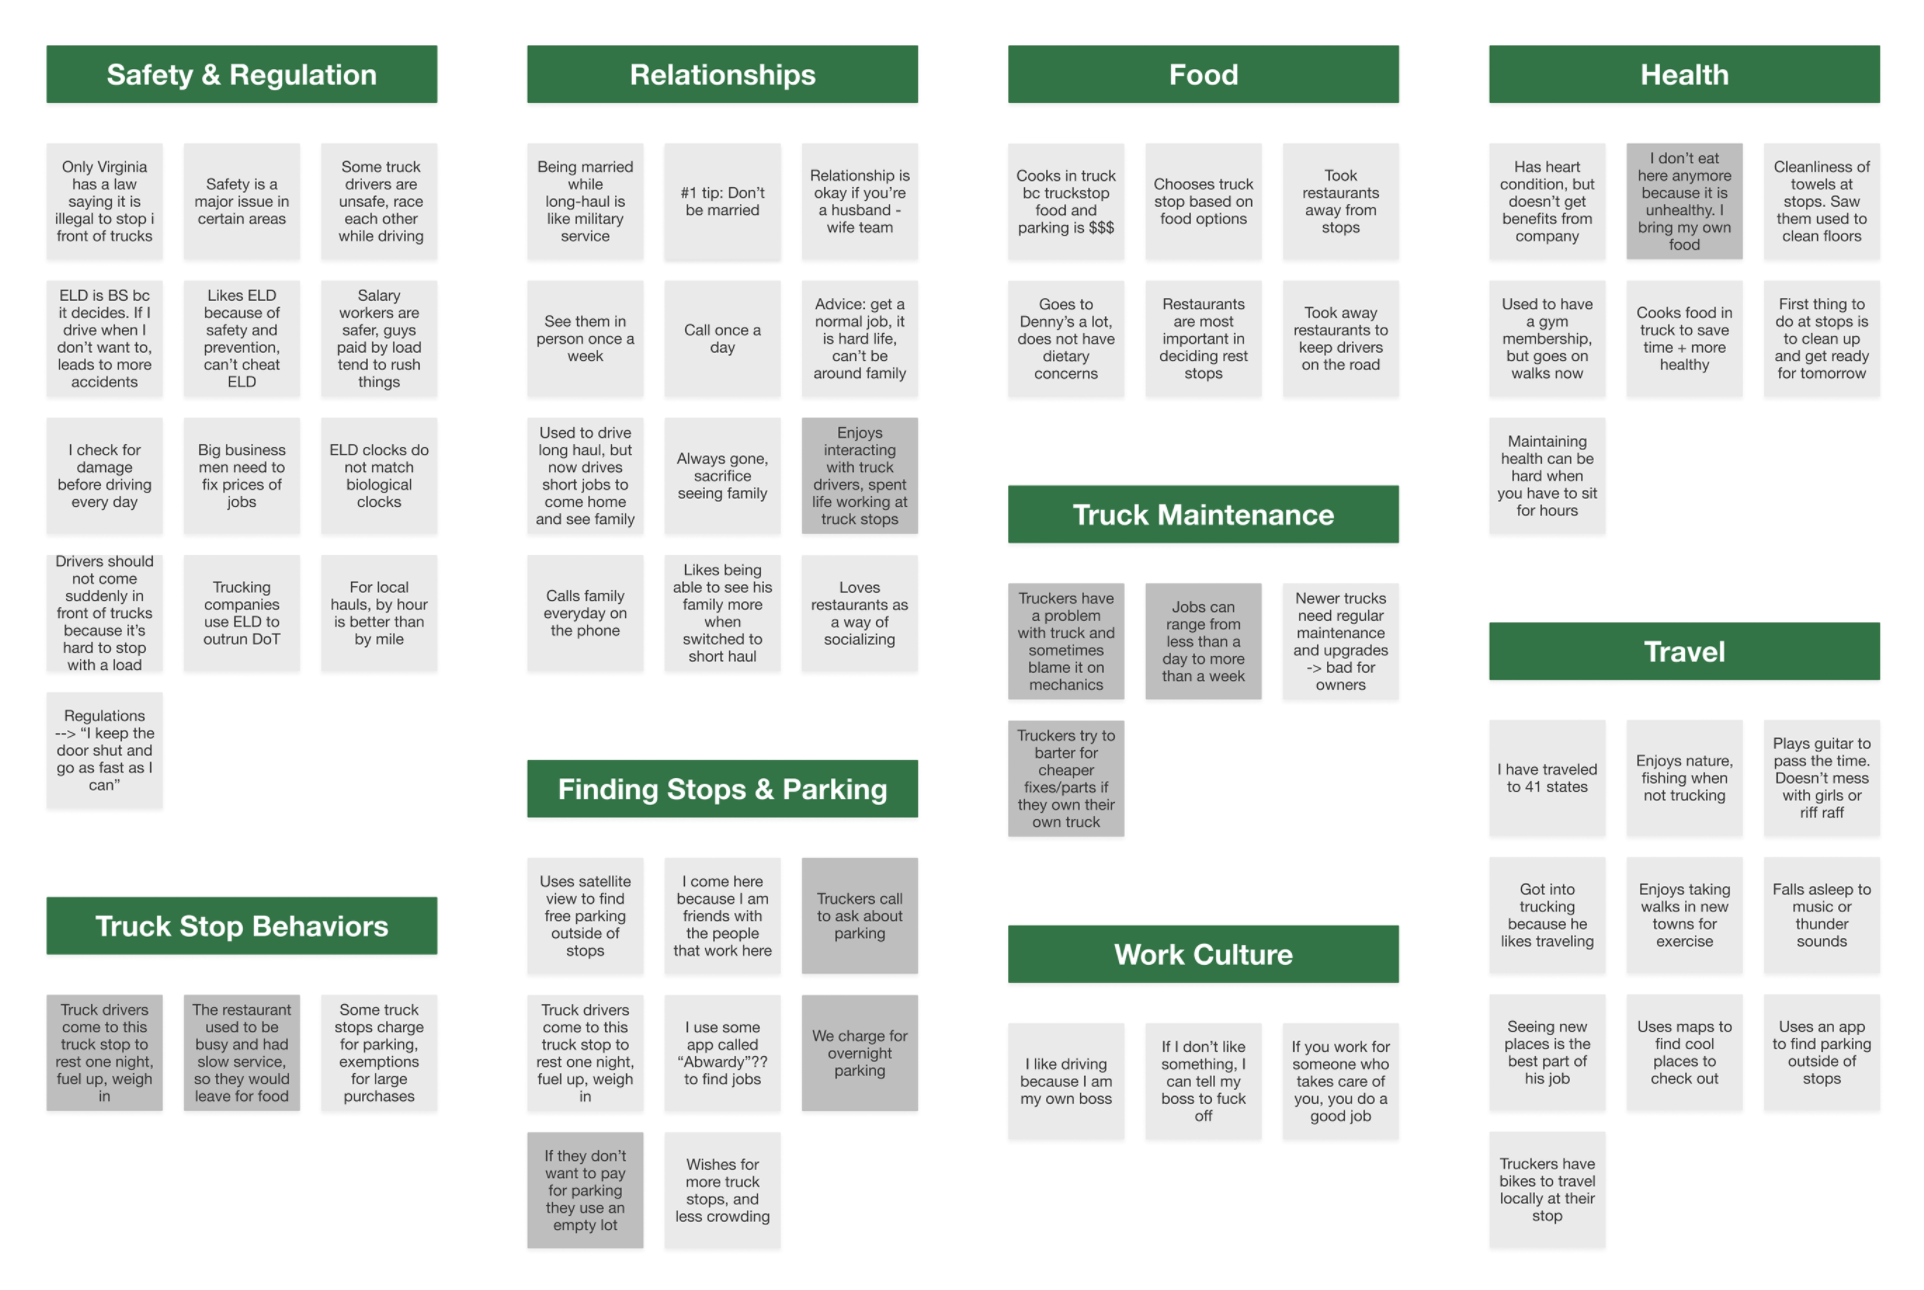 Safety & Regulation
Only Virginia
has a law
saying it is
illegal to stop i
front of trucks
Safety is a
major issue in
certain areas
Some truck
drivers are
unsafe, race
each other
while driving
ELD is BS bc
it decides. If I
drive when I
don't want to,
leads to more
accidents
Likes ELD
because of
safety and
prevention,
can't cheat
ELD
Salary
workers are
safer, guys
paid by load
tend to rush
things
I check for
damage
before driving
every day
Big business
men need to
fix prices of
jobs
ELD clocks do
not match
biological
clocks
Drivers should
not come
suddenly in
front of trucks
because it's
hard to stop
with a load
Trucking
companies
use ELD to
outrun DoT
For local
hauls, by hour
is better than
by mile
Regulations
--> “I keep the
door shut and
go as fast as I
can”
Truck Stop Behaviors
Truck drivers
come to this
truck stop to
rest one night,
fuel up, weigh
in
The restaurant
used to be
busy and had
slow service,
so they would
leave for food
Some truck
stops charge
for parking,
exemptions
for large
purchases
Relationships
Being married
while
long-haul is
like military
service
#1 tip: Don't
be married
Relationship is
okay if you're
a husband -
wife team
See them in
person once a
week
Call once a
day
Advice: get a
normal job, it
is hard life,
can't be
around family
Used to drive
long haul, but
now drives
short jobs to
come home
and see family
Always gone,
sacrifice
seeing family
Enjoys
interacting
with truck
drivers, spent
life working at
truck stops
Calls family
everyday on
the phone
Likes being
able to see his
family more
when
switched to
short haul
Loves
restaurants as
a way of
socializing
Finding Stops & Parking
Uses satellite
view to find
free parking
outside of
stops
I come here
because I am
friends with
the people
that work here
Truckers call
to ask about
parking
Truck drivers
come to this
truck stop to
rest one night,
fuel up, weigh
in
I use some
app called
“Abwardy”??
to find jobs
We charge for
overnight
parking
If they don't
want to pay
for parking
they use an
empty lot
Wishes for
more truck
stops, and
less crowding
Food
Cooks in truck
bc truckstop
food and
parking is $$$
Chooses truck
stop based on
food options
Took
restaurants
away from
stops
Goes to
Denny's a lot,
does not have
dietary
concerns
Restaurants
are most
important in
deciding rest
stops
Took away
restaurants to
keep drivers
on the road
Truck Maintenance
Truckers have
a problem
with truck and
sometimes
blame it on
mechanics
Jobs can
range from
less than a
day to more
than a week
Newer trucks
need regular
maintenance
and upgrades
-> bad for
owners
Truckers try to
barter for
cheaper
fixes/parts if
they own their
own truck
Work Culture
I like driving
because I am
my own boss
If I don't like
something, I
can tell my
boss to fuck
off
If you work for
someone who
takes care of
you, you do a
good job
Health
Has heart
condition, but
doesn't get
benefits from
company
I don't eat
here anymore
because it is
unhealthy. I
bring my own
food
Cleanliness of
towels at
stops. Saw
them used to
clean floors
Used to have
a gym
membership,
but goes on
walks now
Cooks food in
truck to save
time + more
healthy
First thing to
do at stops is
to clean up
and get ready
for tomorrow
Maintaining
health can be
hard when
you have to sit
for hours
Travel
I have traveled
to 41 states
Enjoys nature,
fishing when
not trucking
Plays guitar to
pass the time.
Doesn't mess
with girls or
riff raff
Got into
trucking
because he
likes traveling
Enjoys taking
walks in new
towns for
exercise
Falls asleep to
music or
thunder
sounds
Seeing new
places is the
best part of
his job
Uses maps to
find cool
places to
check out
Uses an app
to find parking
outside of
stops
Truckers have
bikes to travel
locally at their
stop